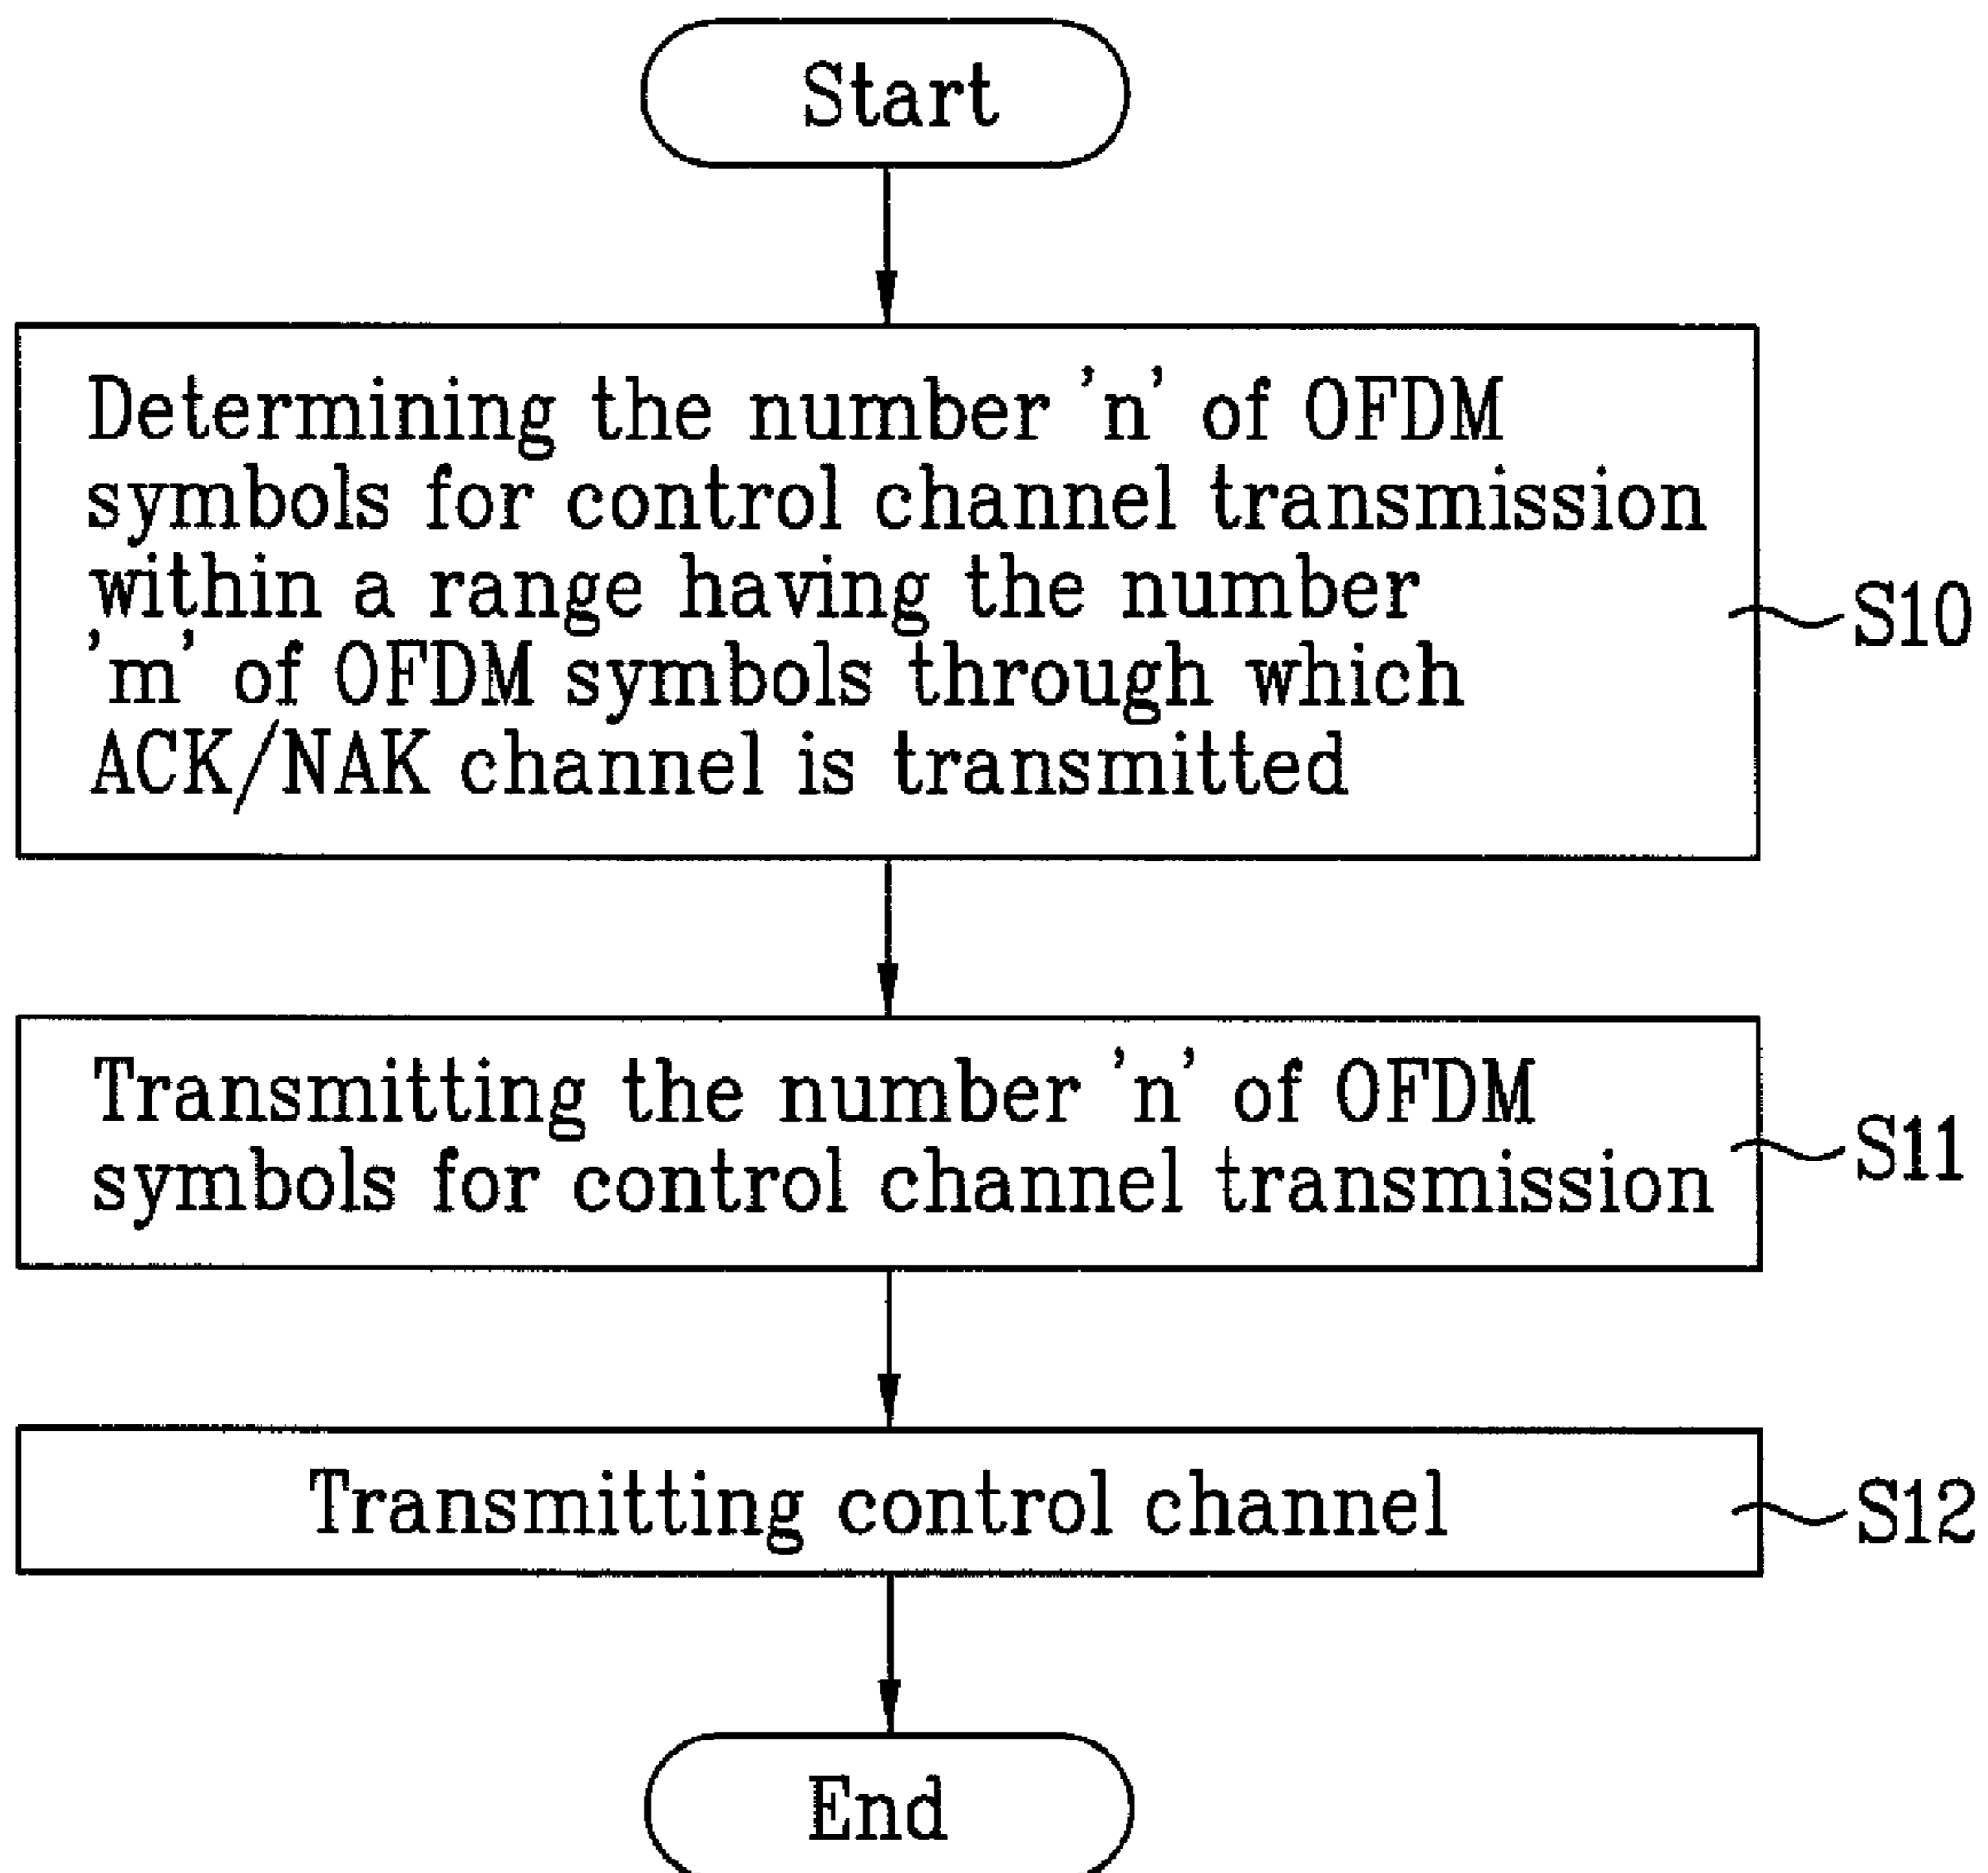 Start
Determining the number 'n' of OFDM
symbols for control channel transmission
within a range having the number
'm' of OFDM symbols through which
ACK/NAK channel is transmitted
S10
Transmitting the number 'n' of OFDM
symbols for control channel transmission
S11
Transmitting control channel
S12
End